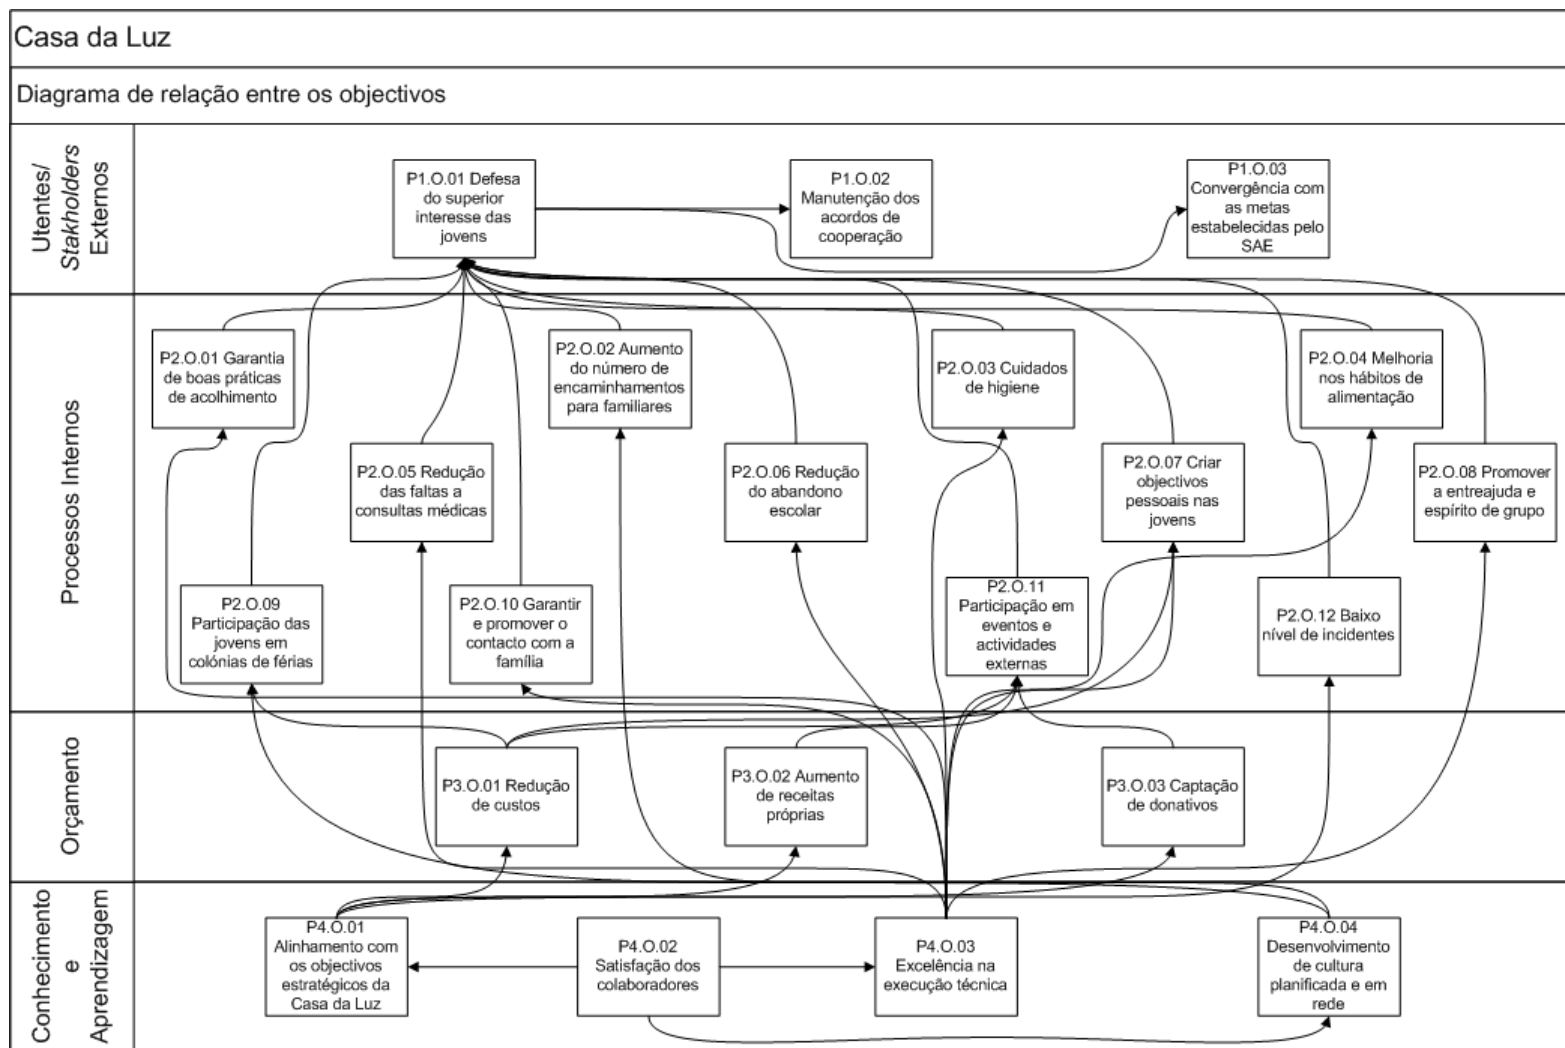 Casa da Luz
Diagrama de relação entre os objectivos
Utentes/
Stakholders
Externos
P1.O.01 Defesa
do superior
interesse das
jovens
P1.O.02
Manutenção dos
acordos de
cooperação
P1.O.03
Convergência com
as metas
estabelecidas pelo
SAE
Processos Internos
P2.O.01 Garantia
de boas práticas
de acolhimento
P2.O.02 Aumento
do número de
encaminhamentos
para familiares
P2.O.03 Cuidados
de higiene
P2.O.04 Melhoria
nos hábitos de
alimentação
P2.O.05 Redução
das faltas a
consultas médicas
P2.O.06 Redução
do abandono
escolar
P2.O.07 Criar
objectivos
pessoais nas
jovens
P2.O.08 Promover
a entreajuda e
espírito de grupo
P2.O.09
Participação das
jovens em
colónias de férias
P2.O.10 Garantir
e promover o
contacto com a
família
P2.O.11
Participação em
eventos e
actividades
externas
P2.O.12 Baixo
nível de incidentes
Orçamento
P3.O.01 Redução
de custos
P3.O.02 Aumento
de receitas
próprias
P3.O.03 Captação
de donativos
Conhecimento
e
Aprendizagem
P4.O.01
Alinhamento com
os objectivos
estratégicos da
Casa da Luz
P4.O.02
Satisfação dos
colaboradores
P4.O.03
Excelência na
execução técnica
P4.O.04
Desenvolvimento
de cultura
planificada e em
rede